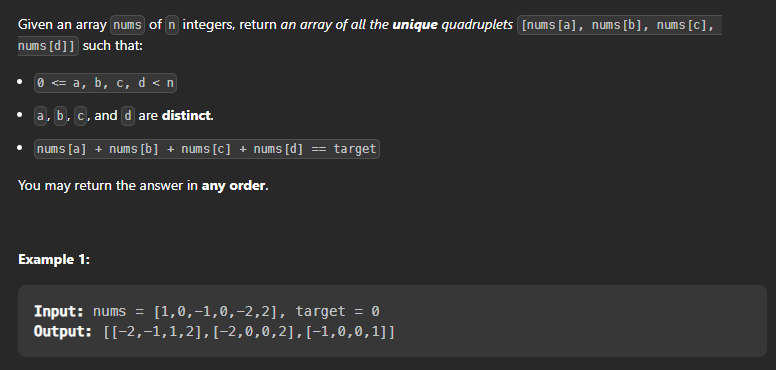 Given an array nums of n integers, return an array of all the unique quadruplets [nums[a], nums[b], nums[c],
nums[d]] such that:
• 0 <= a, b, c, d < n
• a, b, c, and d are distinct.
• nums[a] + nums[b] + nums[c] + nums[d] == target
You may return the answer in any order.
Example 1:
Input: nums = [1,0,-1,0,-2,2], target = 0
Output: [[-2,-1,1,2],[-2,0,0,2],[-1,0,0,1]]